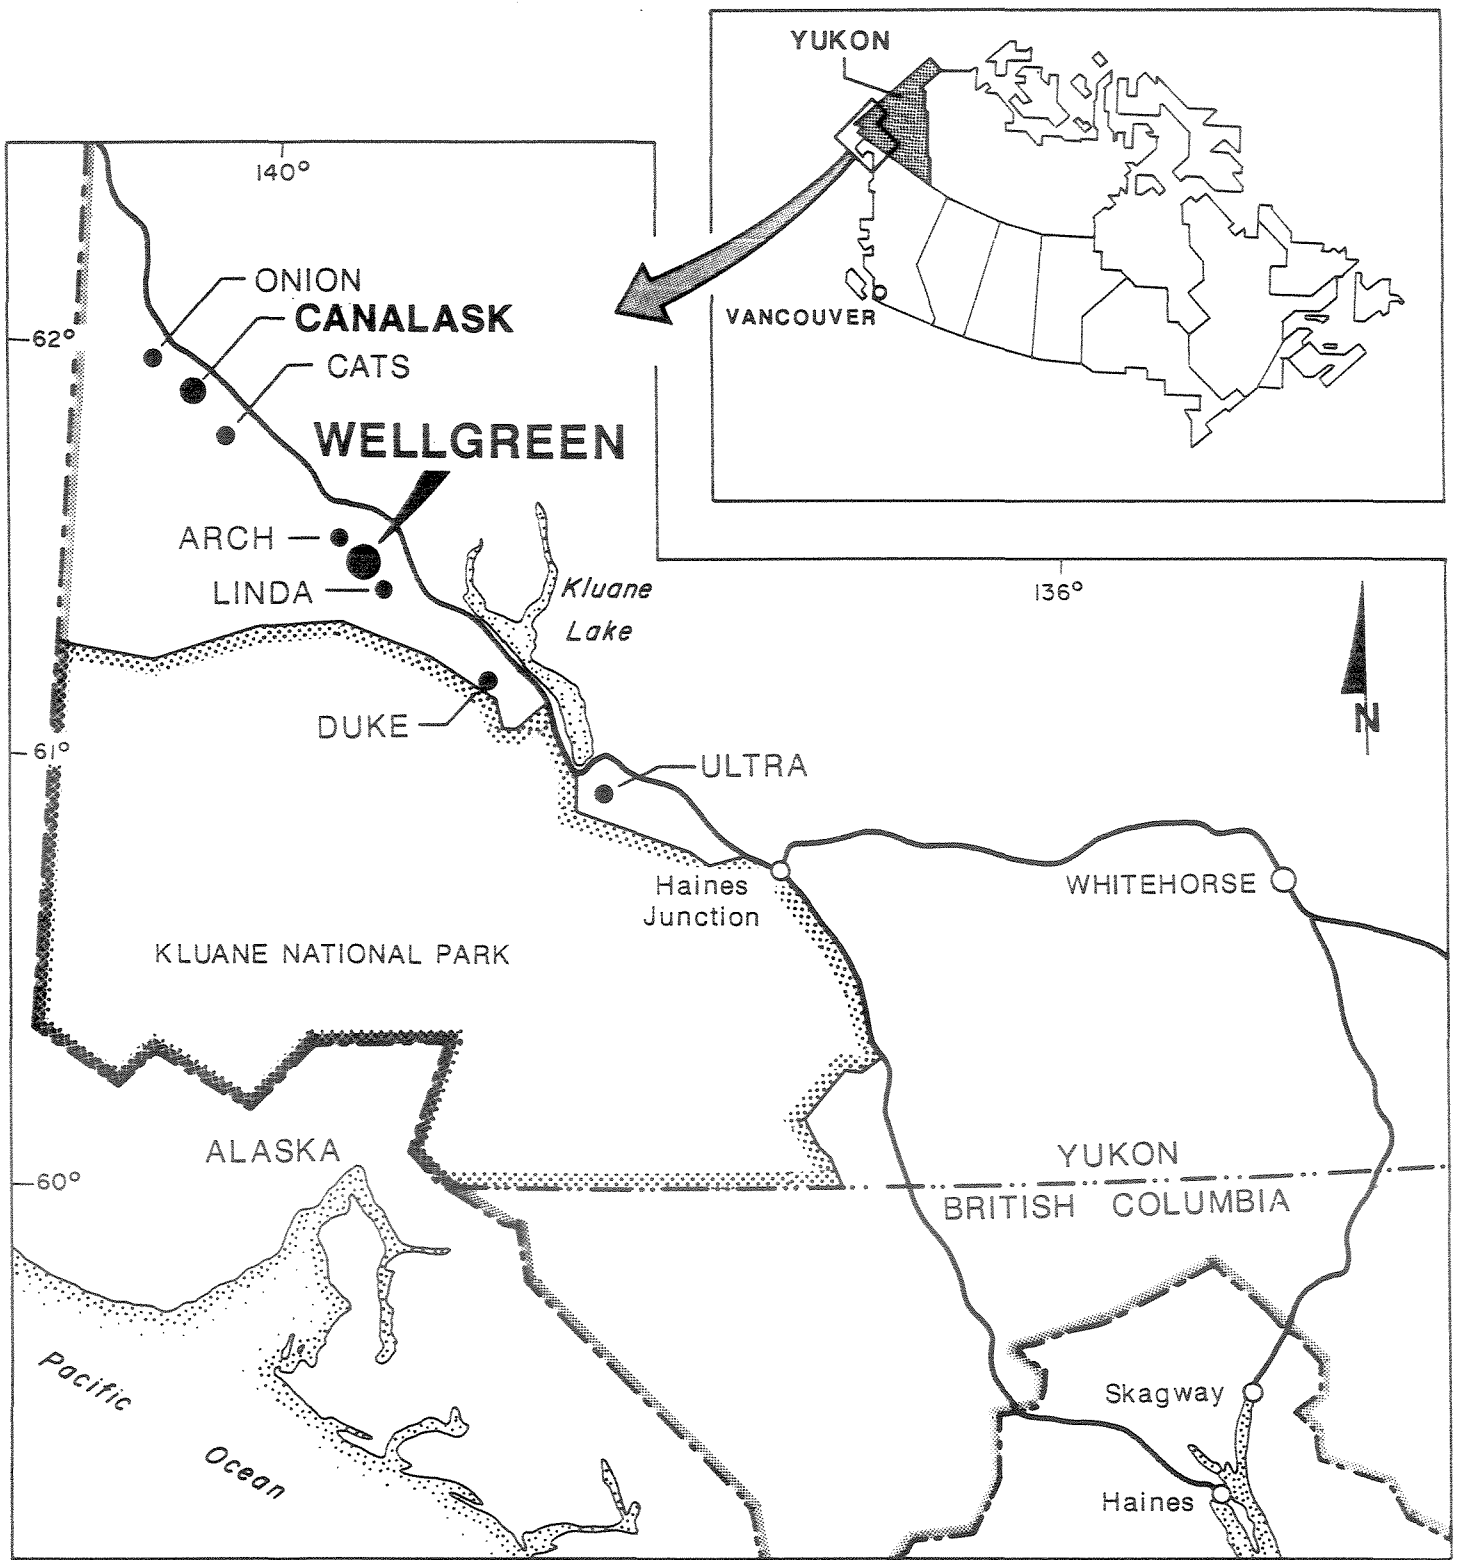 YUKON
VANCOUVER
140°
ONION
CANALASK
62°
CATS
WELLGREEN
ARCH
LINDA
Kluane
Lake
136°
N
DUKE
61°
ULTRA
Haines
Junction
WHITEHORSE
KLUANE NATIONAL PARK
ALASKA
YUKON
60°
BRITISH COLUMBIA
Pacific
Ocean
Skagway
Haines